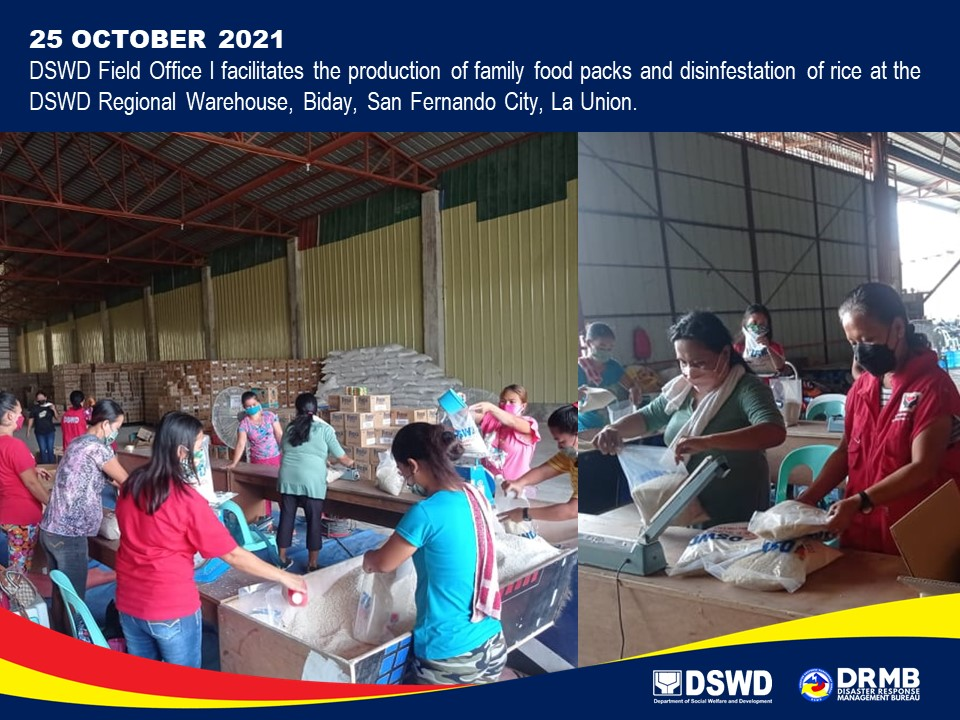 25 OCTOBER 2021
DSWD Field Office I facilitates the production of family food packs and disinfestation of rice at the
DSWD Regional Warehouse, Biday, San Fernando City, La Union.
DSWD
Department of Social Welfare and Development
DRMB
DISASTER RESPONSE
MANAGEMENT BUREAU